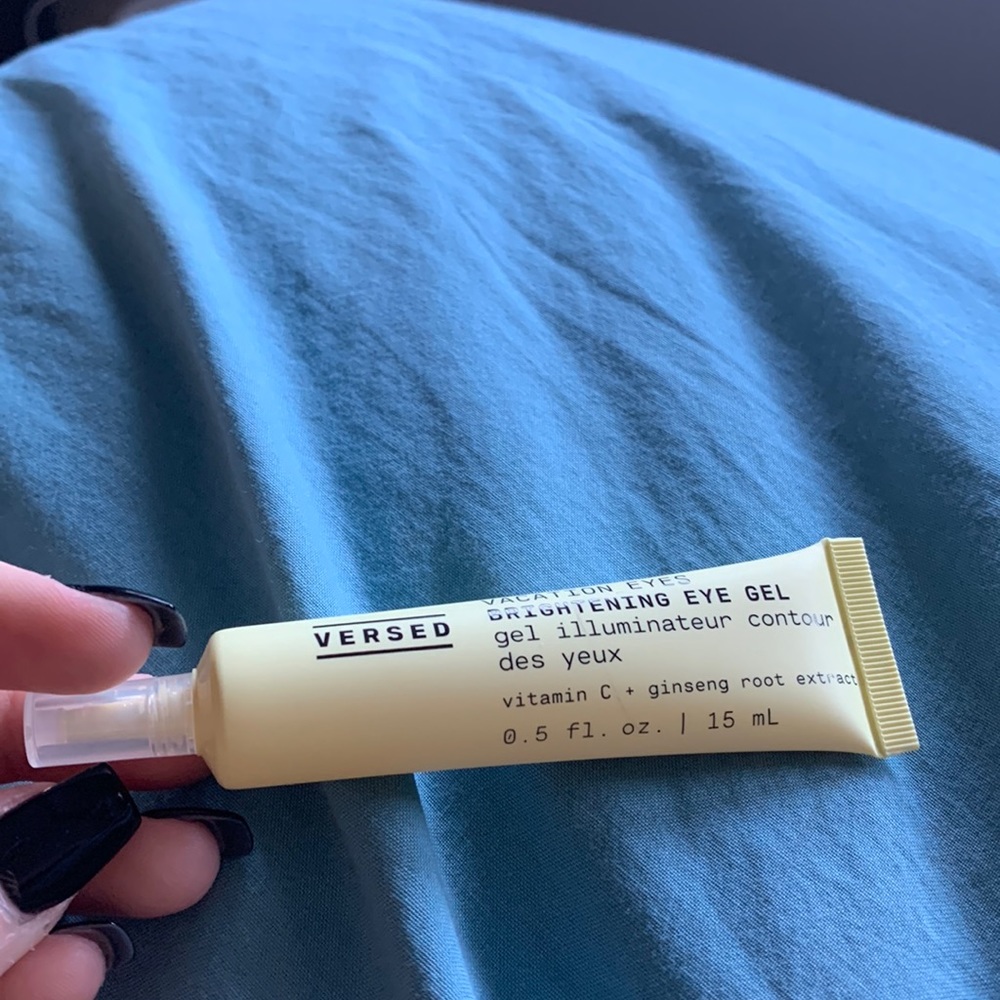 VERSED
VACATION EYES
BRIGHTENING EYE GEL
gel illuminateur contour
des yeux
vitamin C + ginseng root extract
0.5 fl. oz. | 15 mL